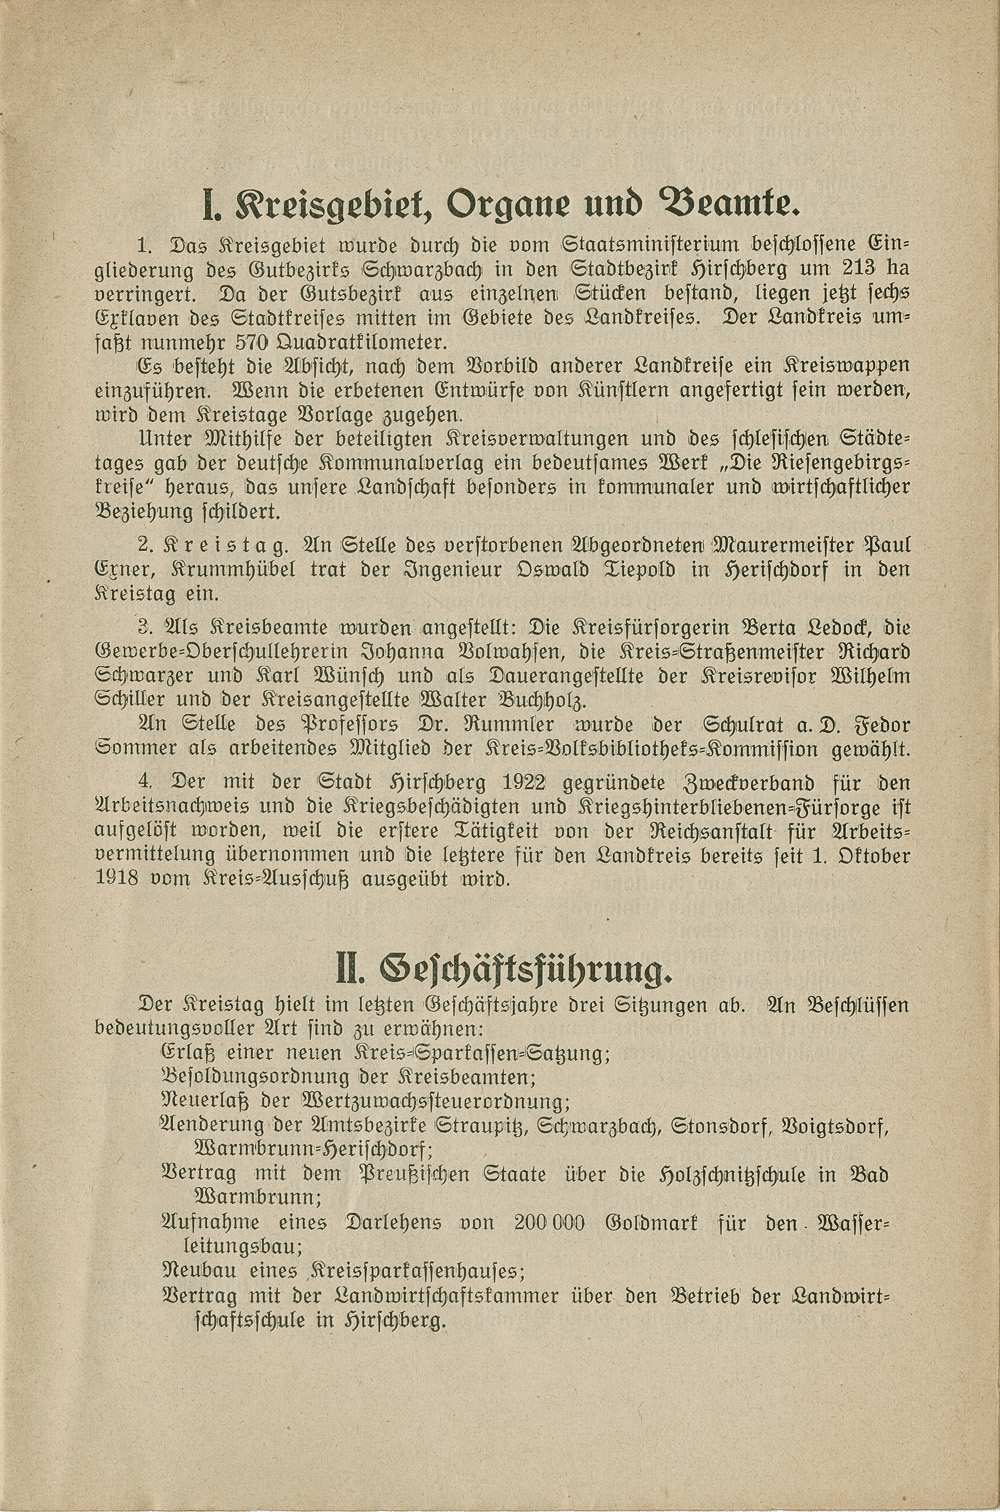 I. Kreisgebiet, Organe und Beamte.
1. Das Kreisgebiet wurde durch die vom Staatsministerium beschlossene Ein-
gliederung des Gutbezirks Schwarzbach in den Stadtbezirk Hirschberg um 213 ha
verringert. Da der Gutsbezirk aus einzelnen Stücken bestand, liegen jetzt sechs
Exklaven des Stadtkreises mitten im Gebiete des Landkreises. Der Landkreis um-
faßt nunmehr 570 Quadratkilometer.
Es besteht die Absicht, nach dem Vorbild anderer Landkreise ein Kreiswappen
einzuführen. Wenn die erbetenen Entwürfe von Künstlern angefertigt sein werden,
wird dem Kreistage Vorlage zugehen.
Unter Mithilfe der beteiligten Kreisverwaltungen und des schlesischen Städte-
tages gab der deutsche Kommunalverlag ein bedeutsames Werk „Die Riesengebirgs-
kreise“ heraus, das unsere Landschaft besonders in kommunaler und wirtschaftlicher
Beziehung schildert.
2. Kreistag. An Stelle des verstorbenen Abgeordneten Maurermeister Paul
Exner, Krummhübel trat der Ingenieur Oswald Tiepold in Herischdorf in den
Kreistag ein.
3. Als Kreisbeamte wurden angestellt: Die Kreisfürsorgerin Berta Ledock, die
Gewerbe-Oberschullehrerin Johanna Volwahsen, die Kreis-Straßenmeister Richard
Schwarzer und Karl Wünsch und als Dauerangestellte der Kreisrevisor Wilhelm
Schiller und der Kreisangestellte Walter Buchholz.
An Stelle des Professors Dr. Rummler wurde der Schulrat a. D. Fedor
Sommer als arbeitendes Mitglied der Kreis-Volksbibliotheks-Kommission gewählt.
4. Der mit der Stadt Hirschberg 1922 gegründete Zweckverband für den
Arbeitsnachweis und die Kriegsbeschädigten und Kriegshinterbliebenen-Fürsorge ist
aufgelöst worden, weil die erstere Tätigkeit von der Reichsanstalt für Arbeits-
vermittelung übernommen und die letztere für den Landkreis bereits seit 1. Oktober
1918 vom Kreis-Ausschuß ausgeübt wird.
II. Geschäftsführung.
Der Kreistag hielt im letzten Geschäftsjahre drei Sitzungen ab. An Beschlüssen
bedeutungsvoller Art sind zu erwähnen:
Erlaß einer neuen Kreis-Sparkassen-Satzung;
Besoldungsordnung der Kreisbeamten;
Neuerlaß der Wertzuwachssteuerordnung;
Aenderung der Amtsbezirke Straupitz, Schwarzbach, Stonsdorf, Voigtsdorf,
Warmbrunn-Herischdorf;
Vertrag mit dem Preußischen Staate über die Holzschnitzschule in Bad
Warmbrunn;
Aufnahme eines Darlehens von 200 000 Goldmark für den Wasser-
leitungsbau;
Neubau eines Kreissparkassenhauses;
Vertrag mit der Landwirtschaftskammer über den Betrieb der Landwirt-
schaftsschule in Hirschberg.